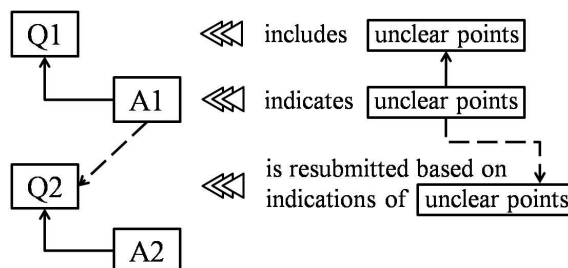 Q1 includes unclear points
A1 indicates unclear points
is resubmitted based on
Q2 indications of unclear points
A2